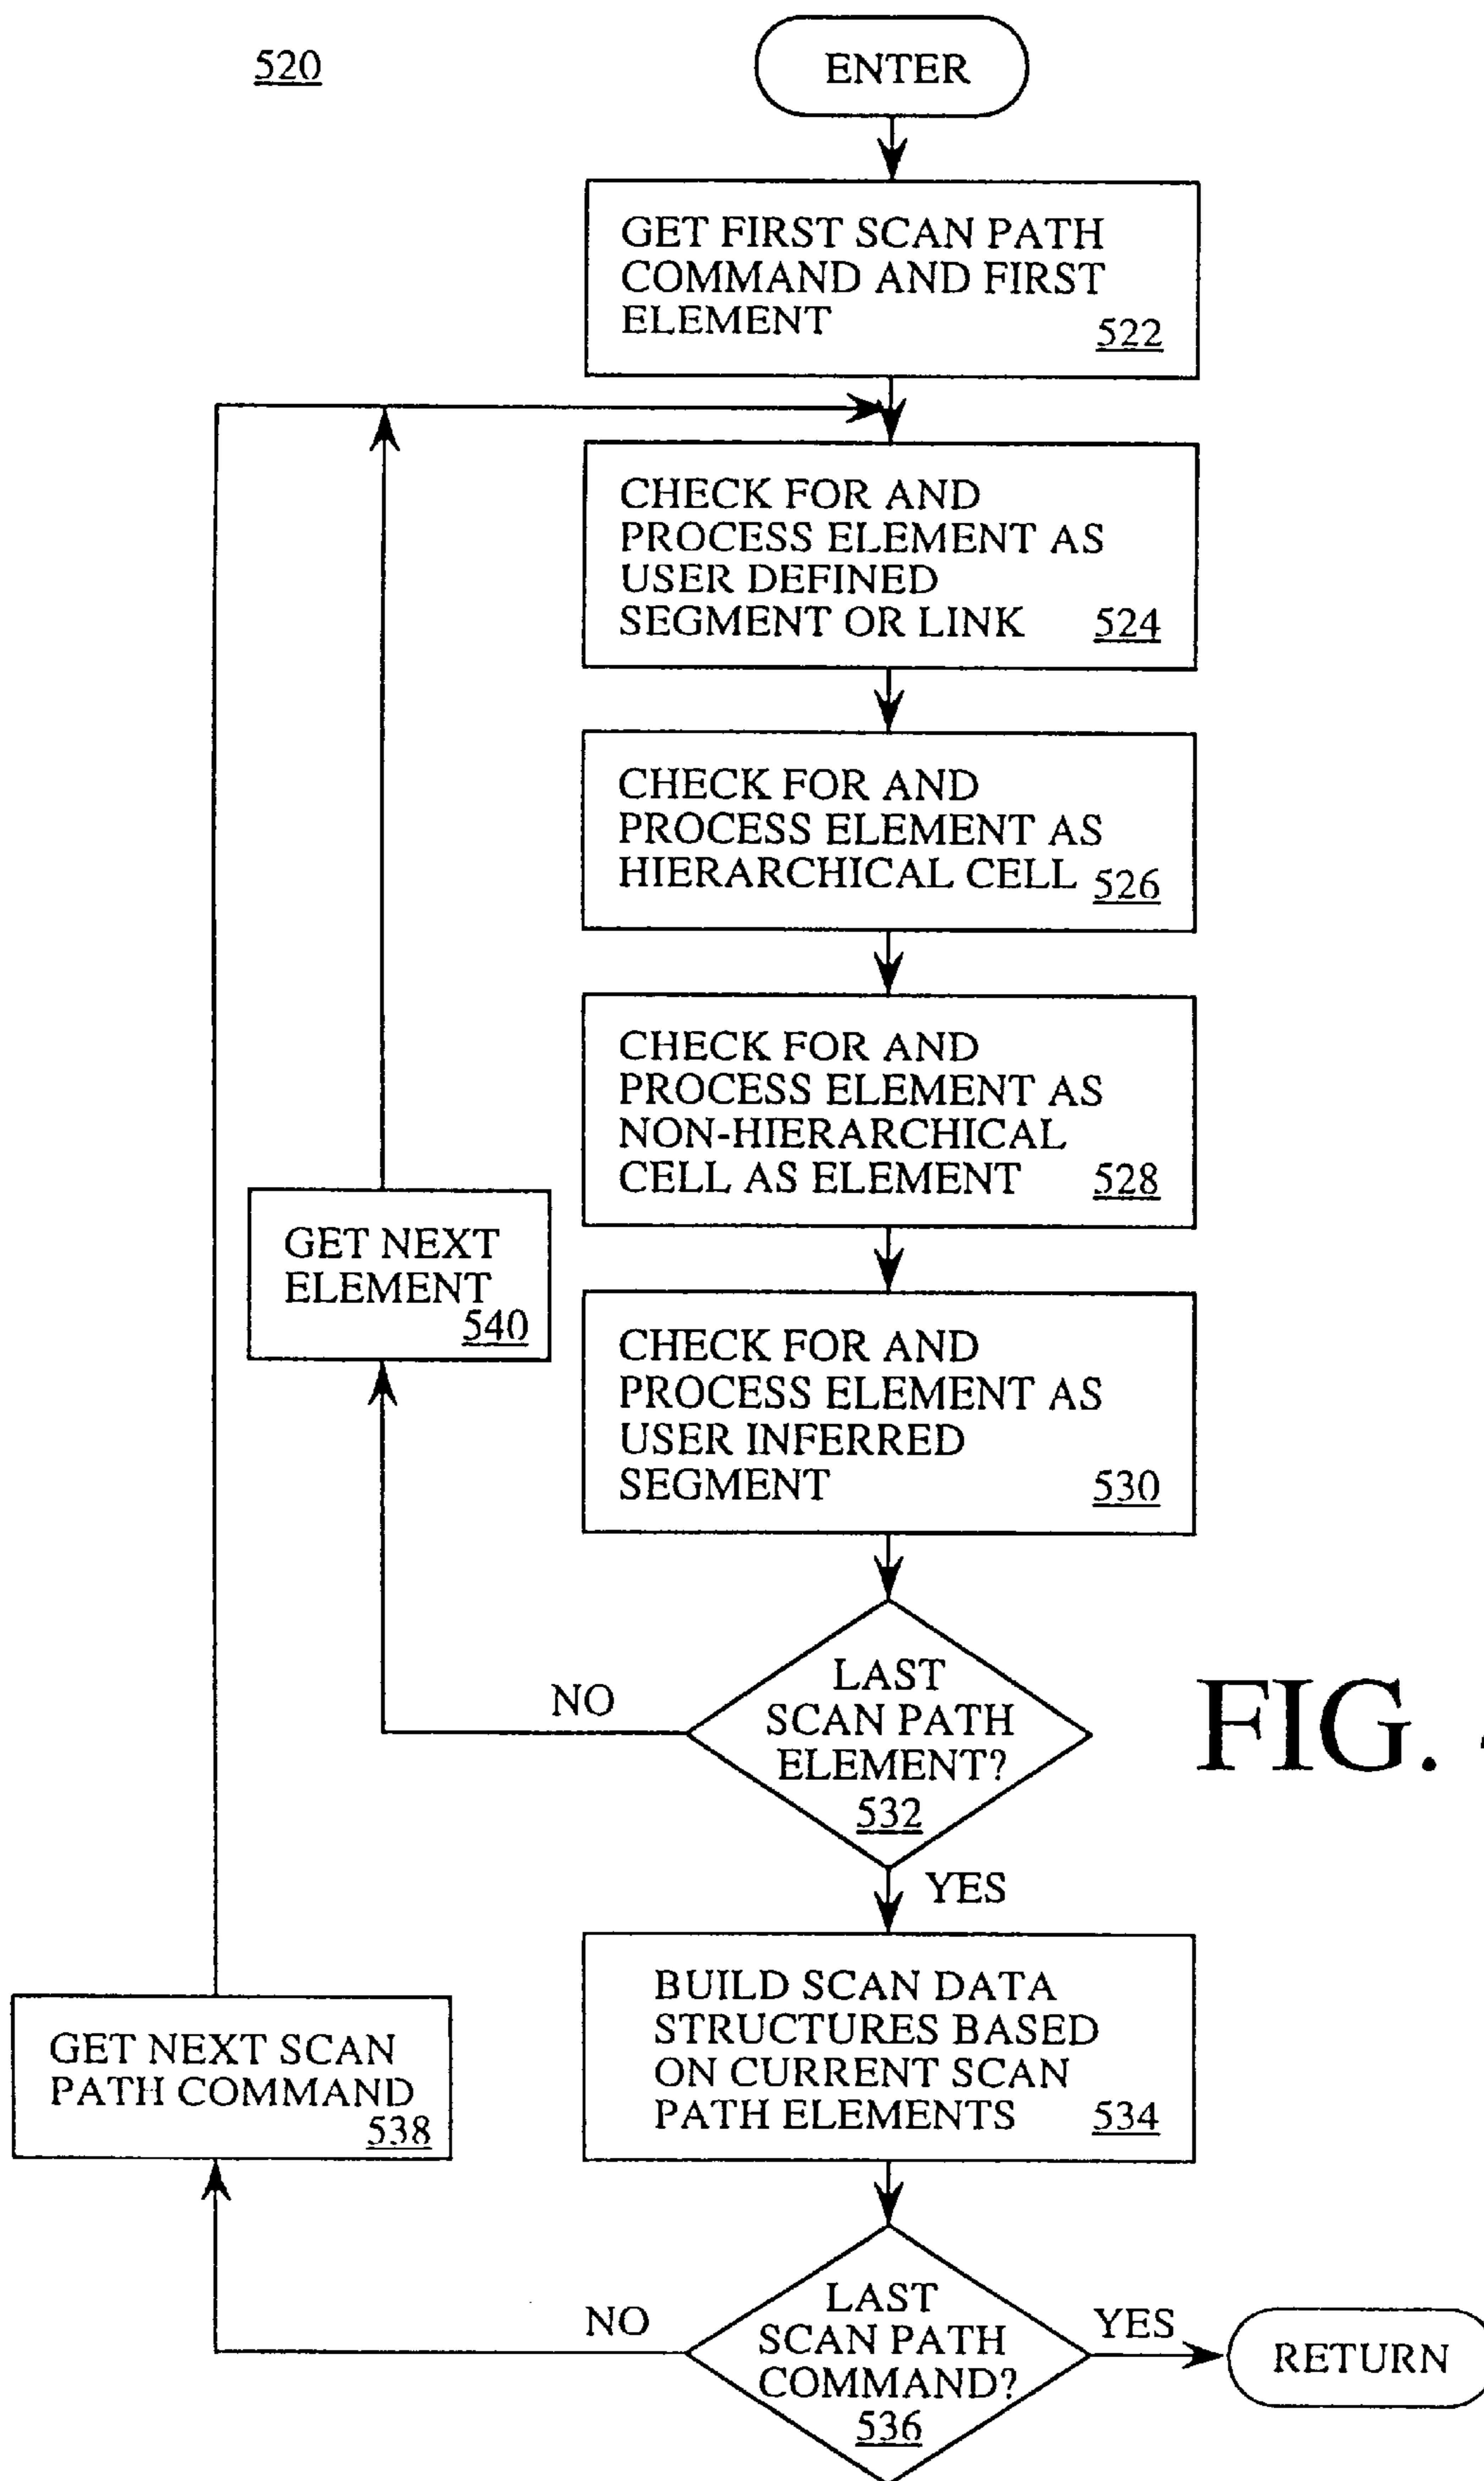 520
ENTER
GET FIRST SCAN PATH
COMMAND AND FIRST
ELEMENT 522
CHECK FOR AND
PROCESS ELEMENT AS
USER DEFINED
SEGMENT OR LINK 524
CHECK FOR AND
PROCESS ELEMENT AS
HIERARCHICAL CELL 526
CHECK FOR AND
PROCESS ELEMENT AS
NON-HIERARCHICAL
CELL AS ELEMENT 528
GET NEXT
ELEMENT
540
CHECK FOR AND
PROCESS ELEMENT AS
USER INFERRED
SEGMENT 530
NO
LAST
SCAN PATH
ELEMENT?
532
FIG.
YES
BUILD SCAN DATA
STRUCTURES BASED
ON CURRENT SCAN
PATH ELEMENTS 534
GET NEXT SCAN
PATH COMMAND
538
NO
LAST
SCAN PATH
COMMAND?
536
YES
RETURN